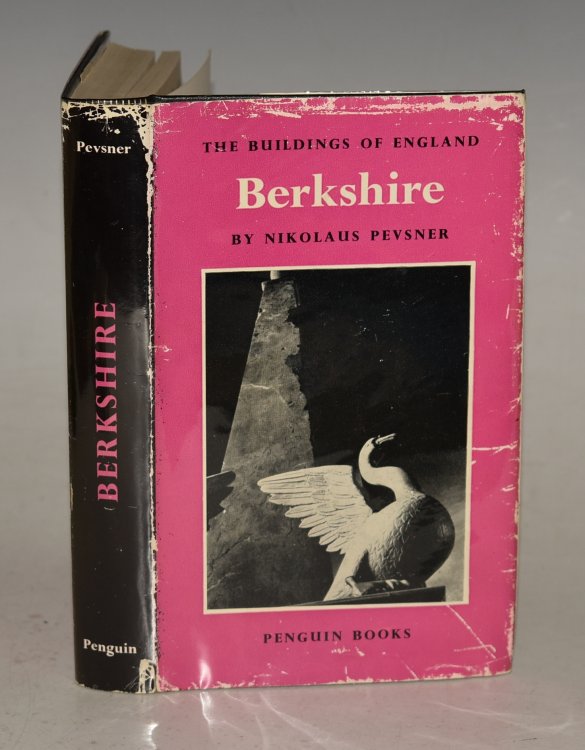 Pevsner
BERKSHIRE
Penguin
THE BUILDINGS OF ENGLAND
Berkshire
BY NIKOLAUS PEVSNER
PENGUIN BOOKS